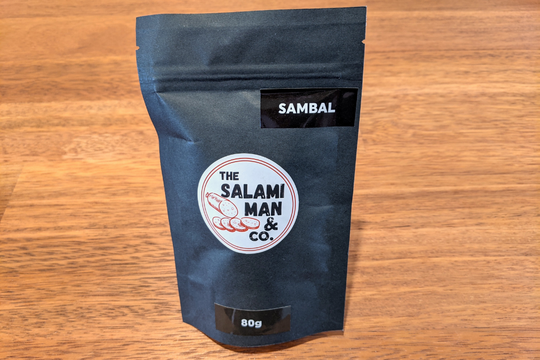 SAMBAL
THE
SALAMI
MAN
&
CO.
80g